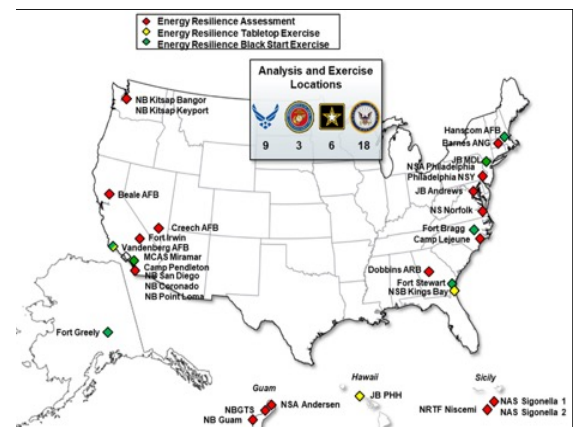 Energy Resilience Assessment
Energy Resilience Tabletop Exercise
Energy Resilience Black Start Exercise
Analysis and Exercise
Locations
9 3 6 18
NB Kitsap Bangor
NB Kitsap Keyport
Hanscom AFB
Barnes ANG
JB MDL
NSA Philadelphia
Philadelphia NSY
JB Andrews
Beale AFB
NS Norfolk
Creech AFB
Fort Irwin
Fort Bragg
Vandenberg AFB
Camp Lejeune
MCAS Miramar
Camp Pendleton
NB San Diego
NB Coronado
NB Point Loma
Dobbins ARB
Fort Stewart
NSB Kings Bay
Fort Greely
Guam
Hawaii
Sicily
NSA Andersen
NBGTS
NB Guam
JB PHH
NAS Sigonella 1
NRTF Niscemi
NAS Sigonella 2